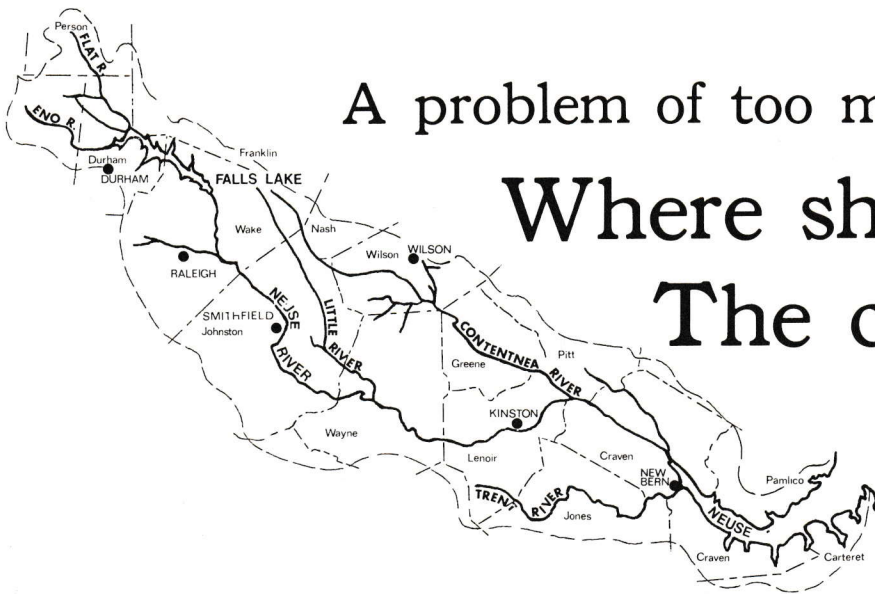 Person
FLAT R.
ENO R.
Durham
DURHAM
Franklin
FALLS LAKE
Wake
Nash
RALEIGH
Wilson
WILSON
SMIThFIELD
Johnston
NEJSE
RIVER
LITTLE
RIVER
CONTENTNEA RIVER
Greene
Pitt
KINSTON
Wayne
Lenoir
Craven
NEW
BERN
TRENT RIVER
Jones
NEUSE
Pamlico
Craven
Carteret
A problem of too m
Where sh
The